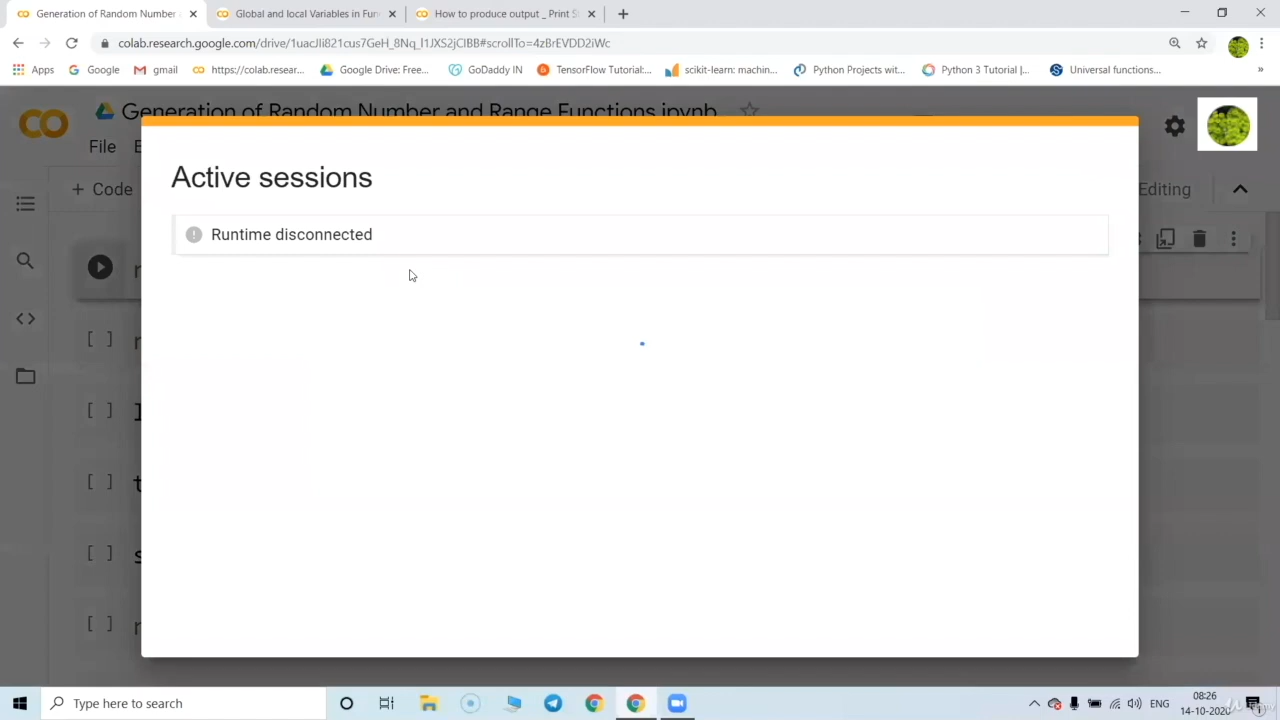 Generation of Random Number
Global and local Variables in Fun
How to produce output _ Print S
colab.research.google.com/drive/1uacJIi821cus7GeH_8Nq_l1JXS2jClBB#scrollTo=4zBrEVDD2iWc
Apps
Google
gmail
https://colab.resear...
Google Drive: Free...
GoDaddy IN
TensorFlow Tutorial:...
scikit-learn: machin...
Python Projects wit...
Python 3 Tutorial |...
Universal functions...
»
CO
Generation of Random Number and Range Functions.ipynb
File
E
+ Code
Editing
Active sessions
Runtime disconnected
[ ]
[ ]
[ ]
[ ] t
[ ] s
[ ]
Type here to search
ENG
08:26
14-10-2020